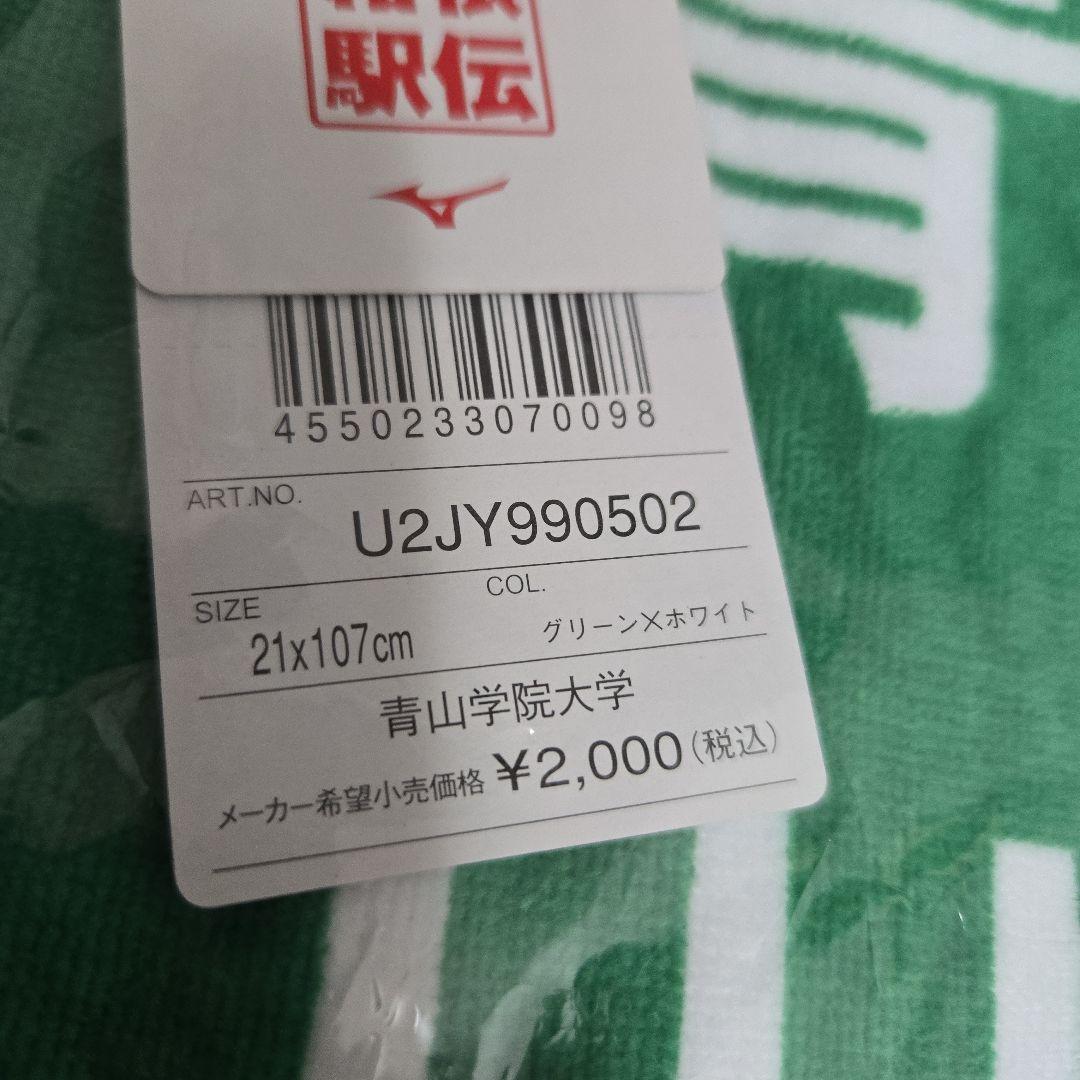 駅伝
4550233070098
ART.NO.
U2JY990502
SIZE
COL.
21x107cm
グリーン×ホワイト
青山学院大学
メーカー希望小売価格 ¥2,000(税込)